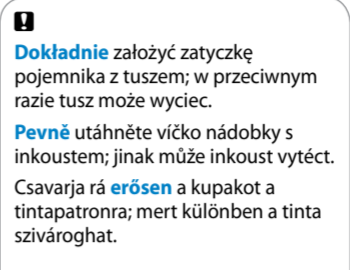 Dokładnie założyć zatyczkę
pojemnika z tuszem; w przeciwnym
razie tusz może wyciec.
Pevně utáhněte víčko nádobky s
inkoustem; jinak může inkoust vytéct.
Csavarja rá erősen a kupakot a
tintapatronra; mert különben a tinta
szivároghat.